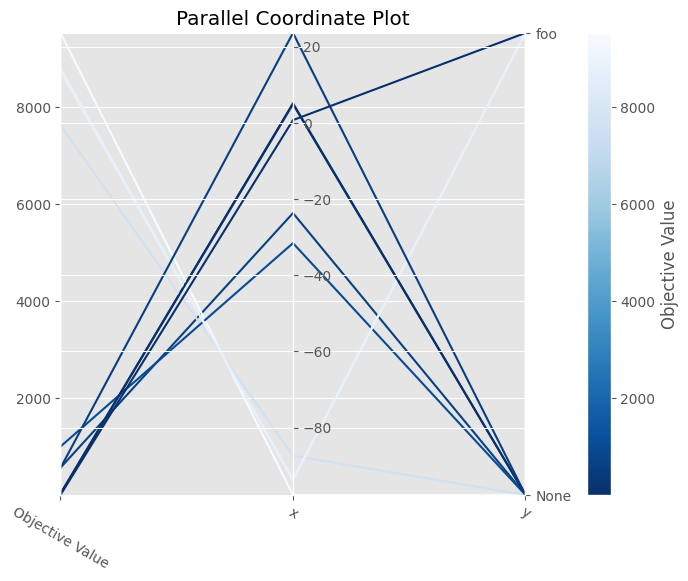 Parallel Coordinate Plot
foo
20
8000
8000
0
6000
−20
6000
Objective Value
−40
4000
4000
−60
2000
2000
−80
None
Objective Value
x
y